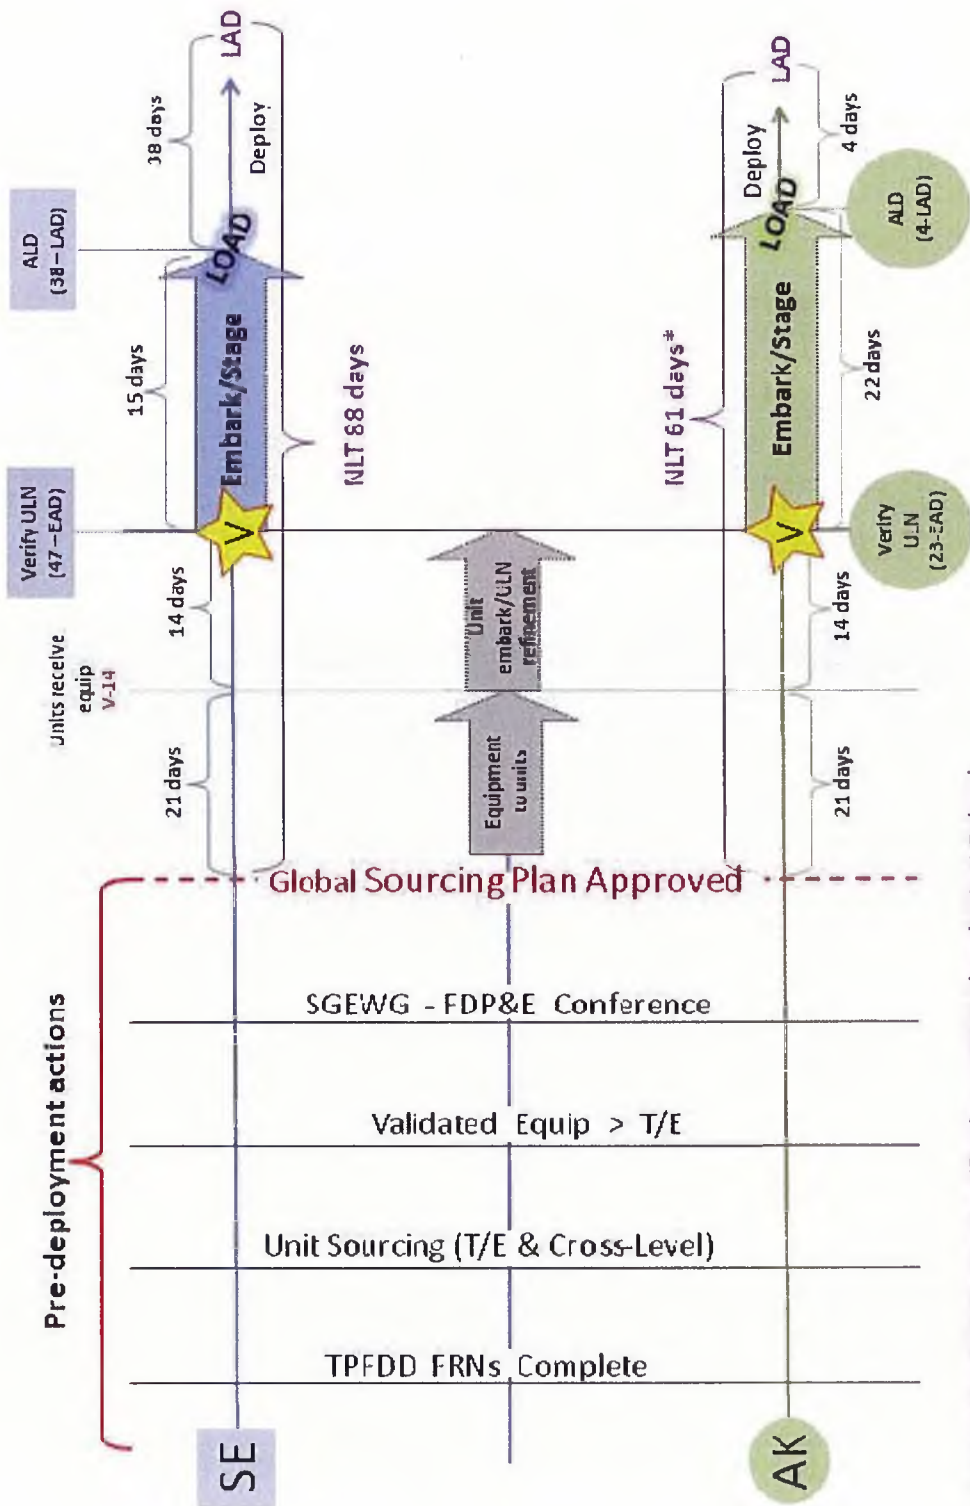 Pre-deployment actions
SE
AK
TPFDD FRNs Complete
Unit Sourcing (T/E & Cross-Level)
Validated Equip > T/E
SGEWG - FDP&E Conference
Global Sourcing Plan Approved
Units receive
equip
V-14
Verify ULN
(47-EAD)
ALD
(38-LAD)
21 days
14 days
15 days
38 days
V
Embark/Stage
LOAD
Deploy
LAD
NLT 88 days
Equipment
to units
Unit
embark/ULN
refinement
NLT 61 days*
V
Embark/Stage
LOAD
Deploy
LAD
21 days
14 days
22 days
4 days
Verify
ULN
(23-EAD)
ALD
(4-LAD)